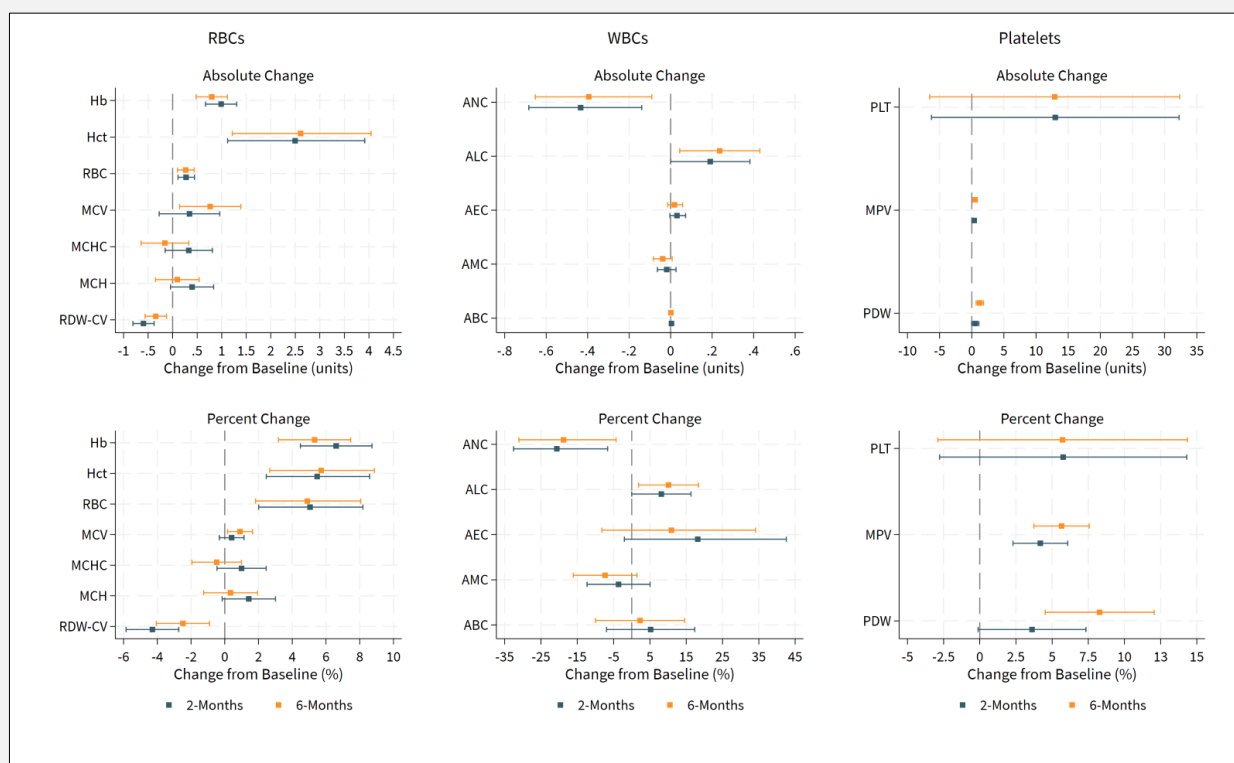 RBCs WBCs Platelets
Absolute Change Absolute Change Absolute Change
Hb
Hct
RBC
MCV
MCHC
MCH
RDW-CV
-1 -.5 0 .5 1 1.5 2 2.5 3 3.5 4 4.5
Change from Baseline (units)
ANC
ALC
AEC
AMC
ABC
-.8 -.6 -.4 -.2 0 .2 .4 .6
Change from Baseline (units)
PLT
MPV
PDW
-10 -5 0 5 10 15 20 25 30 35
Change from Baseline (units)
Percent Change Percent Change Percent Change
Hb
Hct
RBC
MCV
MCHC
MCH
RDW-CV
-6 -4 -2 0 2 4 6 8 10
Change from Baseline (%)
2-Months 6-Months
ANC
ALC
AEC
AMC
ABC
-35 -25 -15 -5 5 15 25 35 45
Change from Baseline (%)
2-Months 6-Months
PLT
MPV
PDW
-5 -2.5 0 2.5 5 7.5 10 13 15
Change from Baseline (%)
2-Months 6-Months